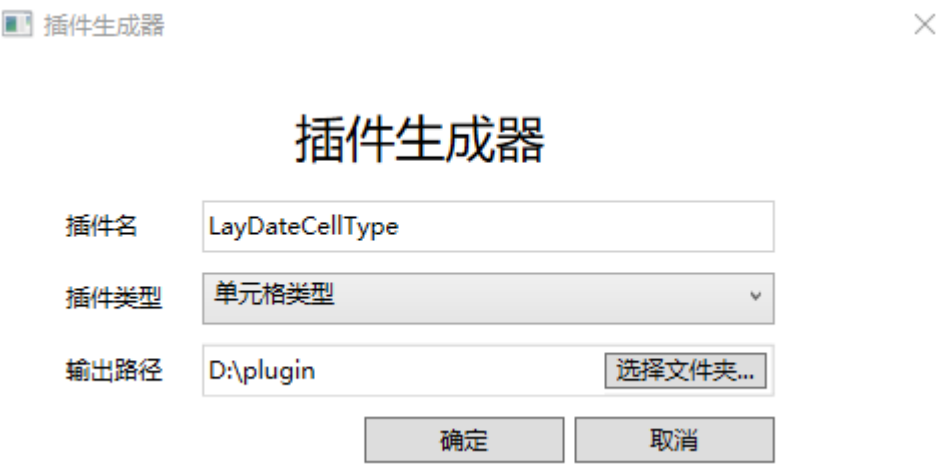 插件生成器
插件生成器
插件名 LayDateCellType
插件类型 单元格类型
输出路径 D:\plugin 选择文件夹...
确定 取消